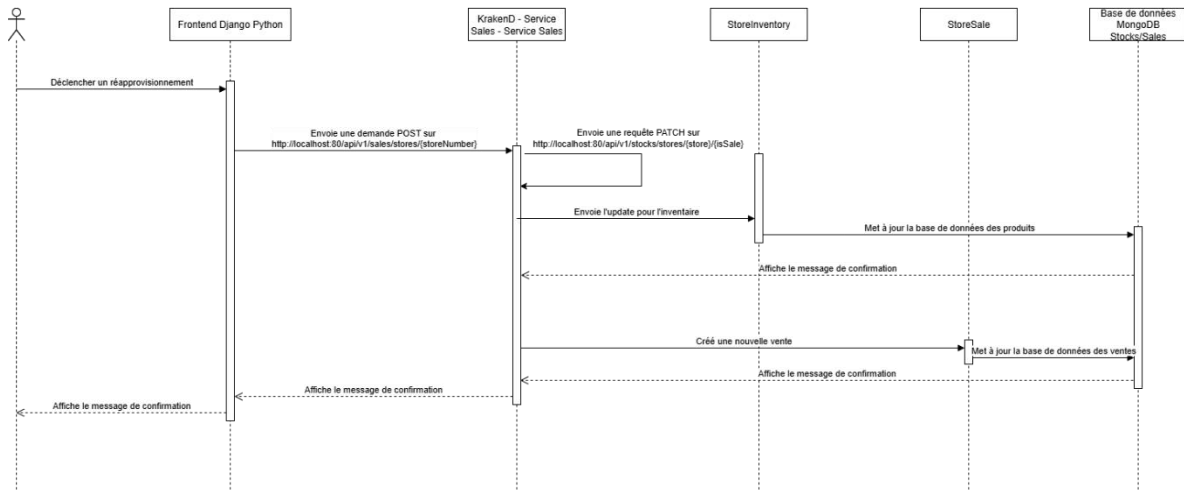 Frontend Django Python
KrakenD - Service
Sales - Service Sales
StoreInventory
StoreSale
Base de données
MongoDB
Stocks/Sales
Déclencher un réapprovisionnement
Envoie une demande POST sur
http://localhost:80/api/v1/sales/stores/{storeNumber}
Envoie une requête PATCH sur
http://localhost:80/api/v1/stocks/stores/{store}/{isSale}
Envoie l'update pour l'inventaire
Met à jour la base de données des produits
Affiche le message de confirmation
Créé une nouvelle vente
Met à jour la base de données des ventes
Affiche le message de confirmation
Affiche le message de confirmation
Affiche le message de confirmation